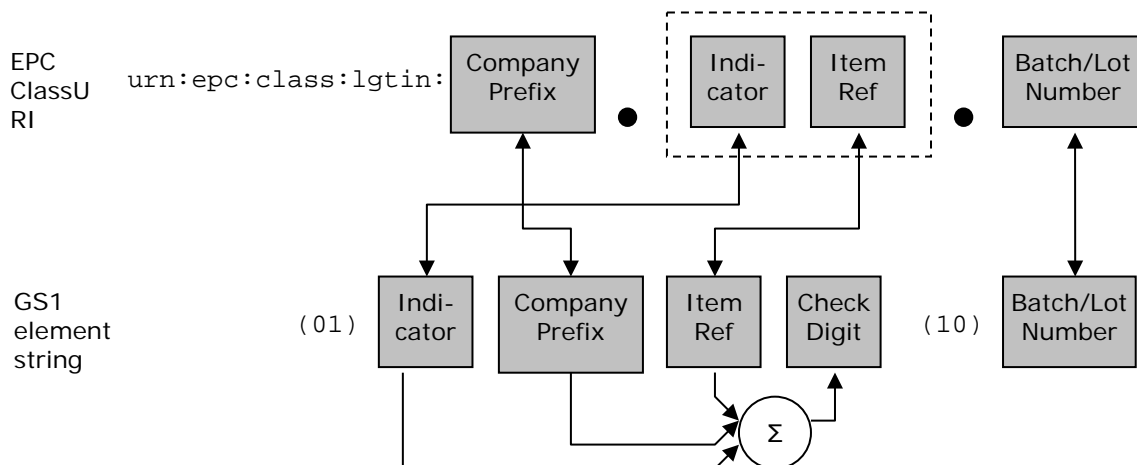 EPC
ClassU
RI
urn:epc:class:lgtin:
Company
Prefix
Indi-
cator
Item
Ref
Batch/Lot
Number
GS1
element
string
(01)
Indi-
cator
Company
Prefix
Item
Ref
Check
Digit
(10)
Batch/Lot
Number
Σ